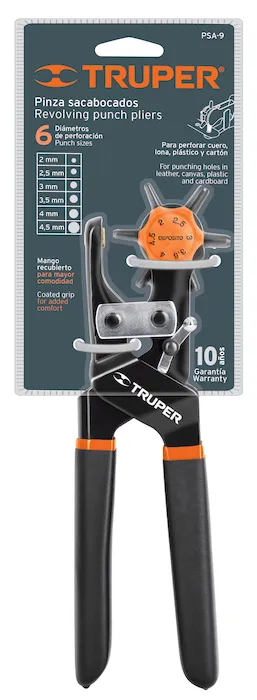 PSA-9
TRUPER
Pinza sacabocados
Revolving punch pliers
6 Diámetros
de perforación
Punch sizes
2 mm
2,5 mm
3 mm
3,5 mm
4 mm
4,5 mm
Para perforar cuero,
lona, plástico y cartón
For punching holes in
leather, canvas, plastic
and cardboard
Mango
recubierto
para mayor
comodidad
Coated grip
for added
comfort
10 años
Garantía
Warranty
TRUPER